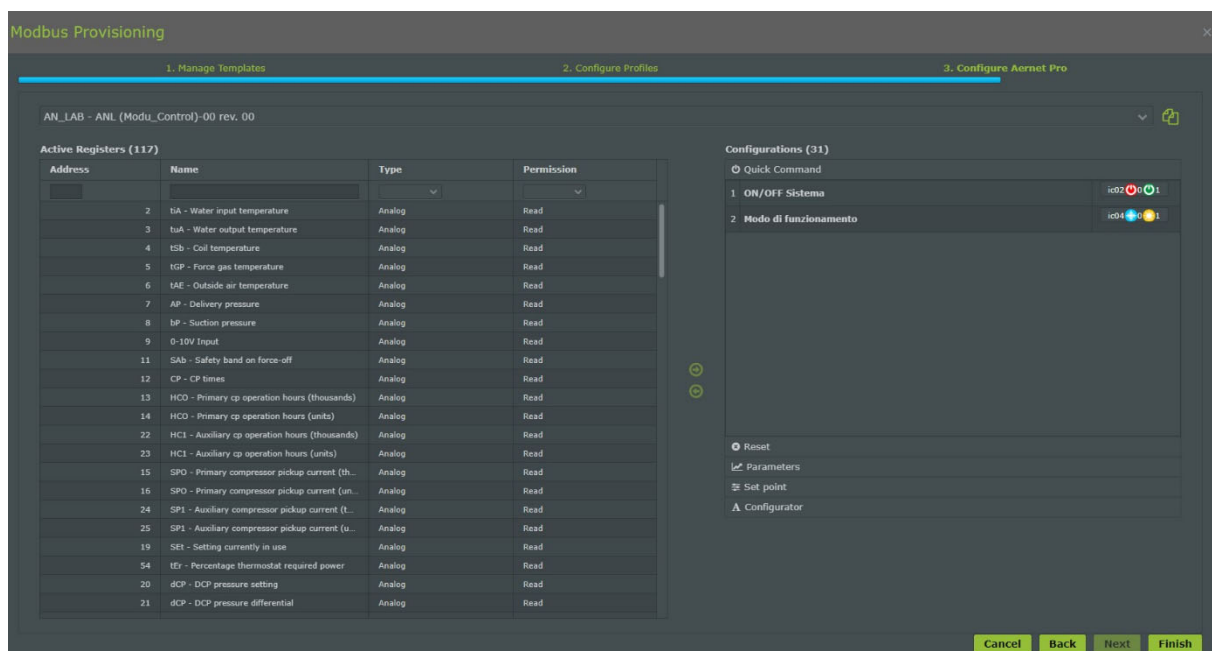 Modbus Provisioning
1. Manage Templates 2. Configure Profiles 3. Configure Aernet Pro
AN_LAB - ANL (Modu_Control)-00 rev. 00
Active Registers (117)
Address Name Type Permission
2 tiA - Water input temperature Analog Read
3 tuA - Water output temperature Analog Read
4 tSb - Coil temperature Analog Read
5 tGP - Force gas temperature Analog Read
6 tAE - Outside air temperature Analog Read
7 AP - Delivery pressure Analog Read
8 bP - Suction pressure Analog Read
9 0-10V Input Analog Read
11 SAb - Safety band on force-off Analog Read
12 CP - CP times Analog Read
13 HCO - Primary cp operation hours (thousands) Analog Read
14 HCO - Primary cp operation hours (units) Analog Read
22 HC1 - Auxiliary cp operation hours (thousands) Analog Read
23 HC1 - Auxiliary cp operation hours (units) Analog Read
15 SPO - Primary compressor pickup current (th... Analog Read
16 SPO - Primary compressor pickup current (un... Analog Read
24 SP1 - Auxiliary compressor pickup current (t... Analog Read
25 SP1 - Auxiliary compressor pickup current (u... Analog Read
19 SEt - Setting currently in use Analog Read
54 tEr - Percentage thermostat required power Analog Read
20 dCP - DCP pressure setting Analog Read
21 dCP - DCP pressure differential Analog Read
Configurations (31)
Quick Command
1 ON/OFF Sistema ic02 0 1
2 Modo di funzionamento ic04 0 1
Reset
Parameters
Set point
Configurator
Cancel Back Next Finish